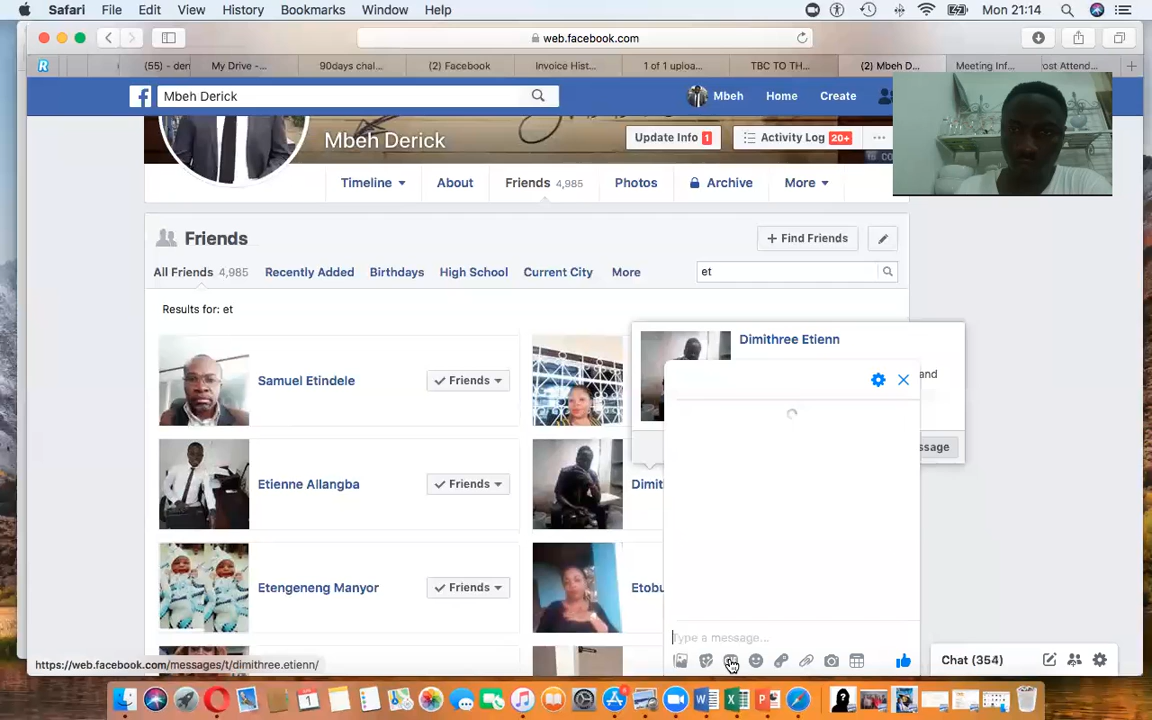 Safari File Edit View History Bookmarks Window Help Mon 21:14
web.facebook.com
(55) - den My Drive -... 90days chal... (2) Facebook Invoice Hist... 1 of 1 uploa... TBC TO TH... (2) Mbeh D... Meeting Inf... ost Attend...
Mbeh Derick Mbeh Home Create
Mbeh Derick Update Info 1 Activity Log 20+
Timeline About Friends 4,985 Photos Archive More
Friends + Find Friends
All Friends 4,985 Recently Added Birthdays High School Current City More et
Results for: et
Dimithree Etienn
and
Samuel Etindele Friends
ssage
Etienne Allangba Friends Dimit
Etengeneng Manyor Friends Etobu
Type a message...
https://web.facebook.com/messages/t/dimithree.etienn/
Chat (354)